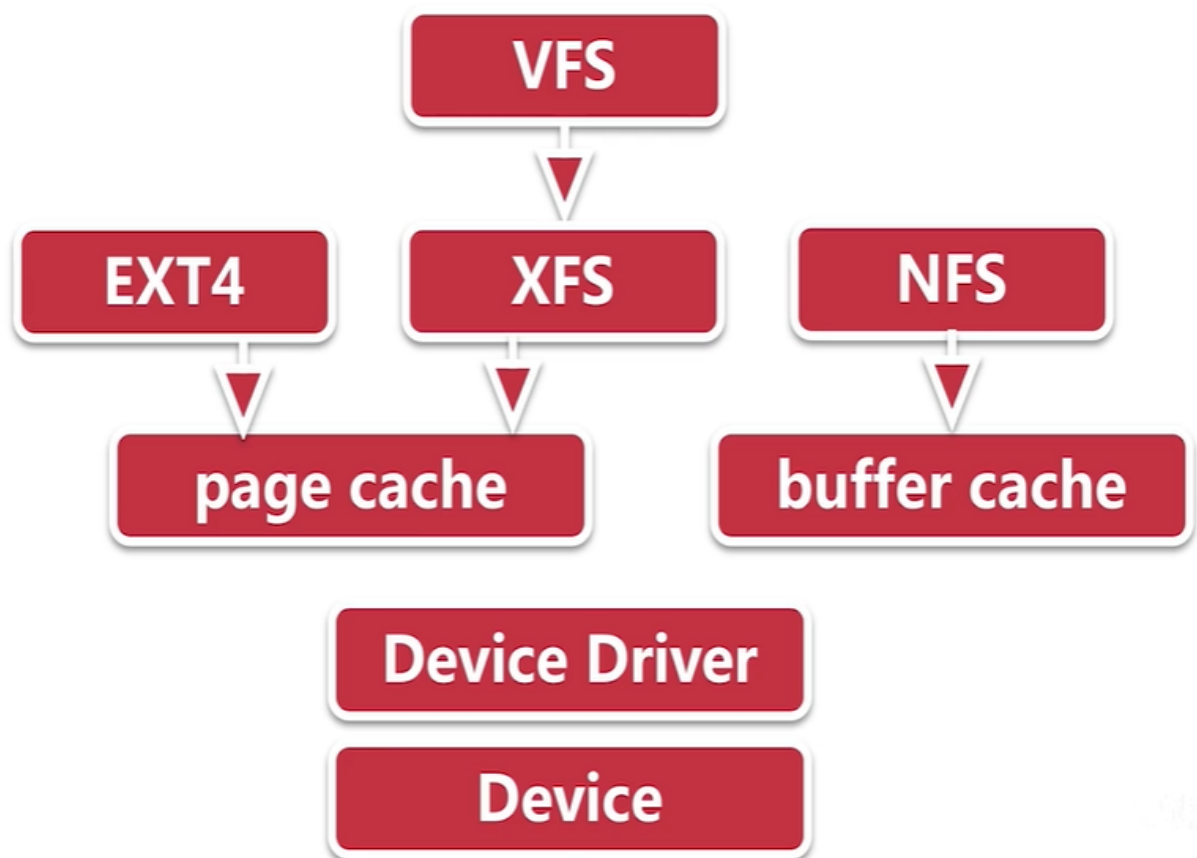 VFS
EXT4
XFS
NFS
page cache
buffer cache
Device Driver
Device